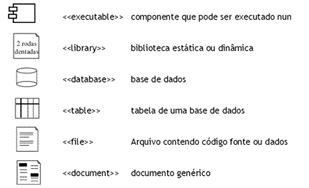 <<executable>> componente que pode ser executado nun
2 rodas
dentadas
<<library>> biblioteca estática ou dinâmica
<<database>> base de dados
<<table>> tabela de uma base de dados
<<file>> Arquivo contendo código fonte ou dados
<<document>> documento genérico